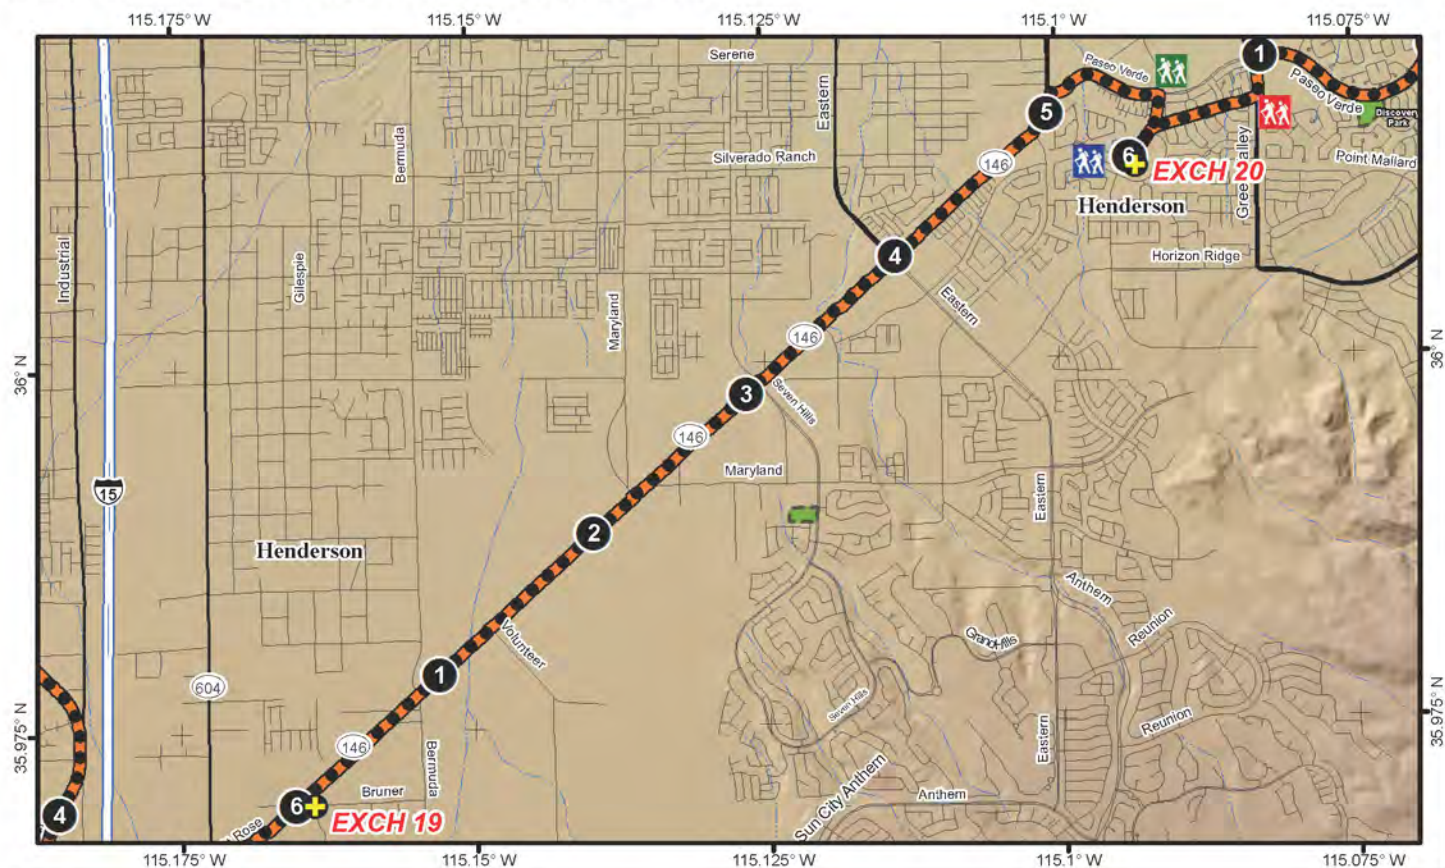 115.175° W
115.15° W
115.125° W
115.1° W
115.075° W
Serene
Paseo Verde
1
Paseo Verde
Eastern
5
Discovery
Park
Bermuda
Silverado Ranch
146
6
EXCH 20
Point Mallard
Henderson
Industrial
Gilespie
4
Horizon Ridge
Maryland
Eastern
146
36° N
36° N
3
Seven Hills
146
Maryland
15
Eastern
2
Henderson
Anthem
Volunteer
Reunion
GrandHills
1
604
Seven Hills
Reunion
35.975° N
35.975° N
146
Bermuda
Eastern
Sun City Anthem
Bruner
Anthem
4
6
EXCH 19
Rose
115.175° W
115.15° W
115.125° W
115.1° W
115.075° W